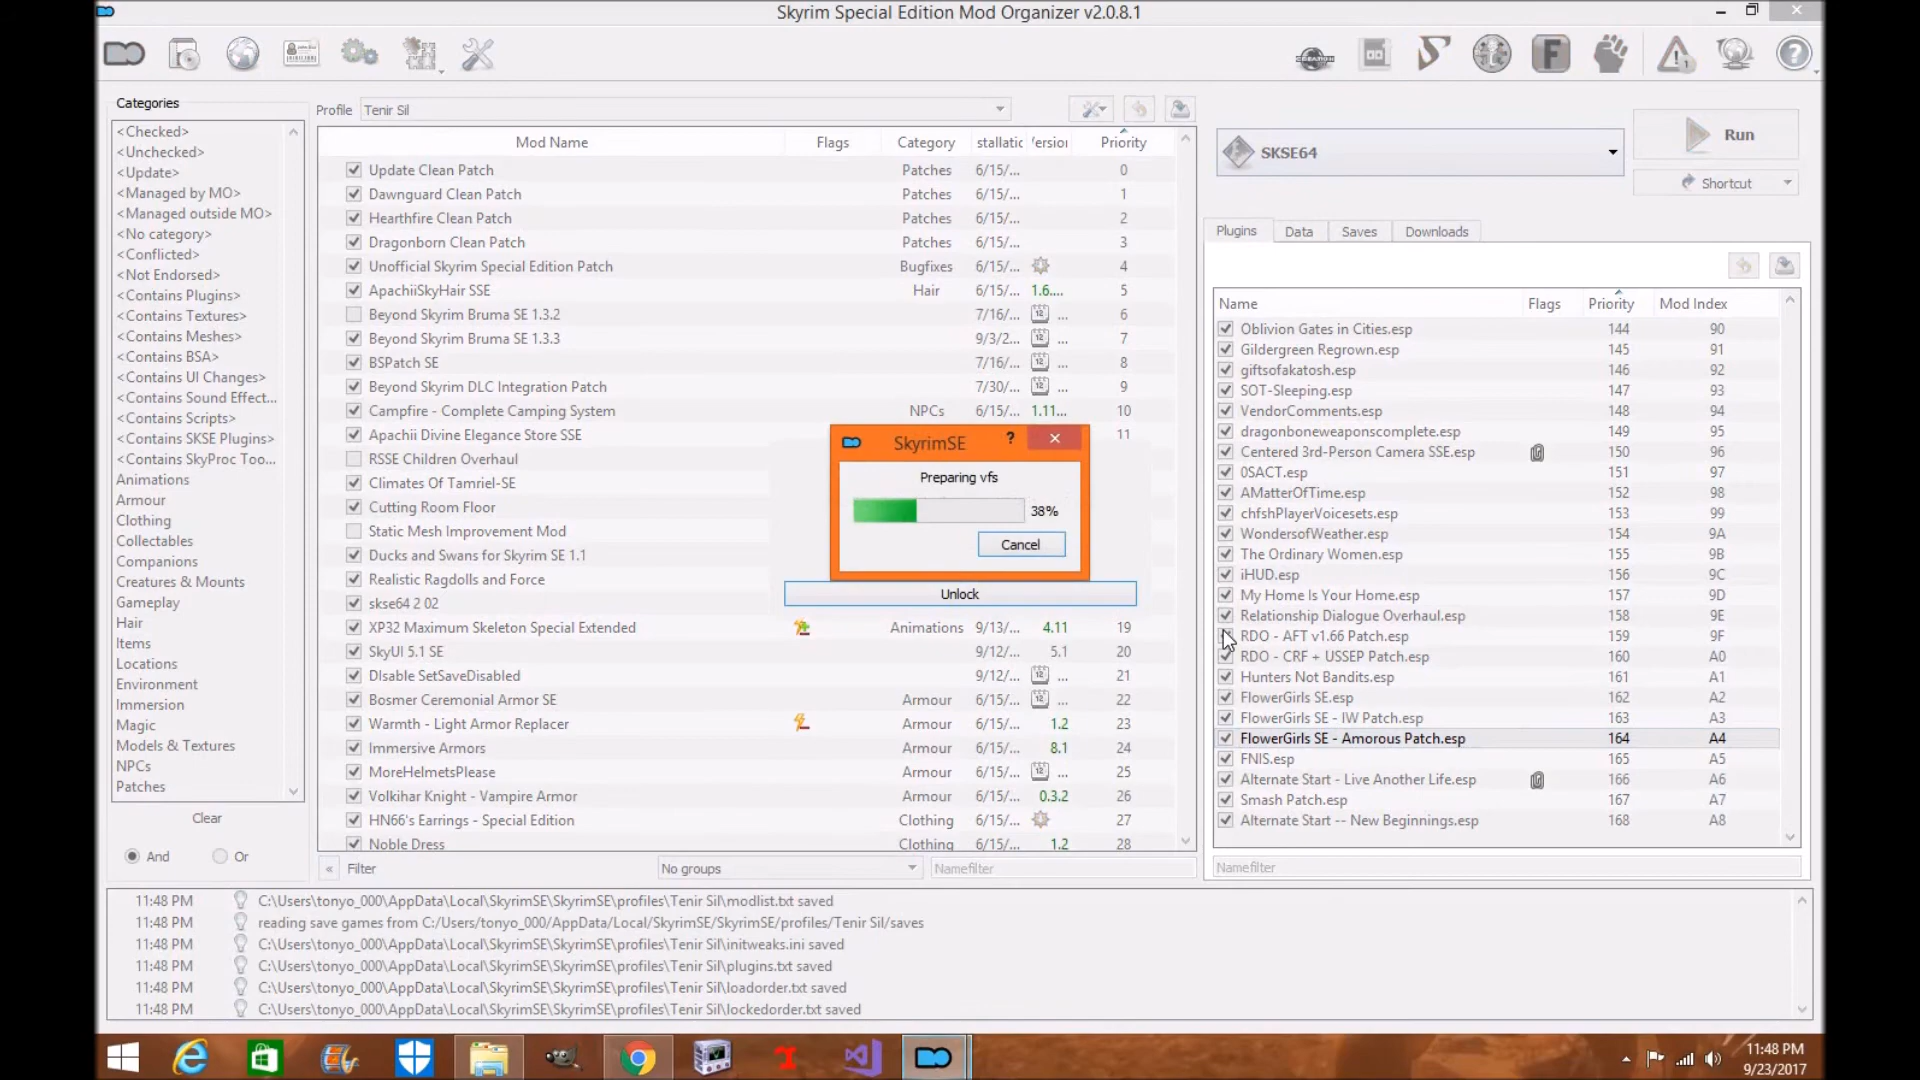 Skyrim Special Edition Mod Organizer v2.0.8.1
Categories
<Checked>
<Unchecked>
<Update>
<Managed by MO>
<Managed outside MO>
<No category>
<Conflicted>
<Not Endorsed>
<Contains Plugins>
<Contains Textures>
<Contains Meshes>
<Contains BSA>
<Contains UI Changes>
<Contains Sound Effect...
<Contains Scripts>
<Contains SKSE Plugins>
<Contains SkyProc Too...
Animations
Armour
Clothing
Collectables
Companions
Creatures & Mounts
Gameplay
Hair
Items
Locations
Environment
Immersion
Magic
Models & Textures
NPCs
Patches
Clear
And Or
Profile Tenir Sil
Mod Name Flags Category stallatic Versior Priority
Update Clean Patch Patches 6/15/... 0
Dawnguard Clean Patch Patches 6/15/... 1
Hearthfire Clean Patch Patches 6/15/... 2
Dragonborn Clean Patch Patches 6/15/... 3
Unofficial Skyrim Special Edition Patch Bugfixes 6/15/... 4
ApachiiSkyHair SSE Hair 6/15/... 1.6.... 5
Beyond Skyrim Bruma SE 1.3.2 7/16/... 12 ... 6
Beyond Skyrim Bruma SE 1.3.3 9/3/2... 12 ... 7
BSPatch SE 7/16/... 12 ... 8
Beyond Skyrim DLC Integration Patch 7/30/... 12 ... 9
Campfire - Complete Camping System NPCs 6/15/... 1.11... 10
Apachii Divine Elegance Store SSE 11
RSSE Children Overhaul
Climates Of Tamriel-SE
Cutting Room Floor
Static Mesh Improvement Mod
Ducks and Swans for Skyrim SE 1.1
Realistic Ragdolls and Force
skse64 2 02
XP32 Maximum Skeleton Special Extended Animations 9/13/... 4.11 19
SkyUI 5.1 SE 9/12/... 5.1 20
DIsable SetSaveDisabled 9/12/... 12 ... 21
Bosmer Ceremonial Armor SE Armour 6/15/... 12 ... 22
Warmth - Light Armor Replacer Armour 6/15/... 1.2 23
Immersive Armors Armour 6/15/... 8.1 24
MoreHelmetsPlease Armour 6/15/... 12 ... 25
Volkihar Knight - Vampire Armor Armour 6/15/... 0.3.2 26
HN66's Earrings - Special Edition Clothing 6/15/... 27
Noble Dress Clothing 6/15/... 1.2 28
« Filter No groups Namefilter
SkyrimSE ?
Preparing vfs
38%
Cancel
Unlock
CREATION
SKSE64
Run
Shortcut
Plugins Data Saves Downloads
Name Flags Priority Mod Index
Oblivion Gates in Cities.esp 144 90
Gildergreen Regrown.esp 145 91
giftsofakatosh.esp 146 92
SOT-Sleeping.esp 147 93
VendorComments.esp 148 94
dragonboneweaponscomplete.esp 149 95
Centered 3rd-Person Camera SSE.esp 150 96
0SACT.esp 151 97
AMatterOfTime.esp 152 98
chfshPlayerVoicesets.esp 153 99
WondersofWeather.esp 154 9A
The Ordinary Women.esp 155 9B
iHUD.esp 156 9C
My Home Is Your Home.esp 157 9D
Relationship Dialogue Overhaul.esp 158 9E
RDO - AFT v1.66 Patch.esp 159 9F
RDO - CRF + USSEP Patch.esp 160 A0
Hunters Not Bandits.esp 161 A1
FlowerGirls SE.esp 162 A2
FlowerGirls SE - IW Patch.esp 163 A3
FlowerGirls SE - Amorous Patch.esp 164 A4
FNIS.esp 165 A5
Alternate Start - Live Another Life.esp 166 A6
Smash Patch.esp 167 A7
Alternate Start -- New Beginnings.esp 168 A8
Namefilter
11:48 PM C:\Users\tonyo_000\AppData\Local\SkyrimSE\SkyrimSE\profiles\Tenir Sil\modlist.txt saved
11:48 PM reading save games from C:/Users/tonyo_000/AppData/Local/SkyrimSE/SkyrimSE/profiles/Tenir Sil/saves
11:48 PM C:\Users\tonyo_000\AppData\Local\SkyrimSE\SkyrimSE\profiles\Tenir Sil\initweaks.ini saved
11:48 PM C:\Users\tonyo_000\AppData\Local\SkyrimSE\SkyrimSE\profiles\Tenir Sil\plugins.txt saved
11:48 PM C:\Users\tonyo_000\AppData\Local\SkyrimSE\SkyrimSE\profiles\Tenir Sil\loadorder.txt saved
11:48 PM C:\Users\tonyo_000\AppData\Local\SkyrimSE\SkyrimSE\profiles\Tenir Sil\lockedorder.txt saved
11:48 PM
9/23/2017